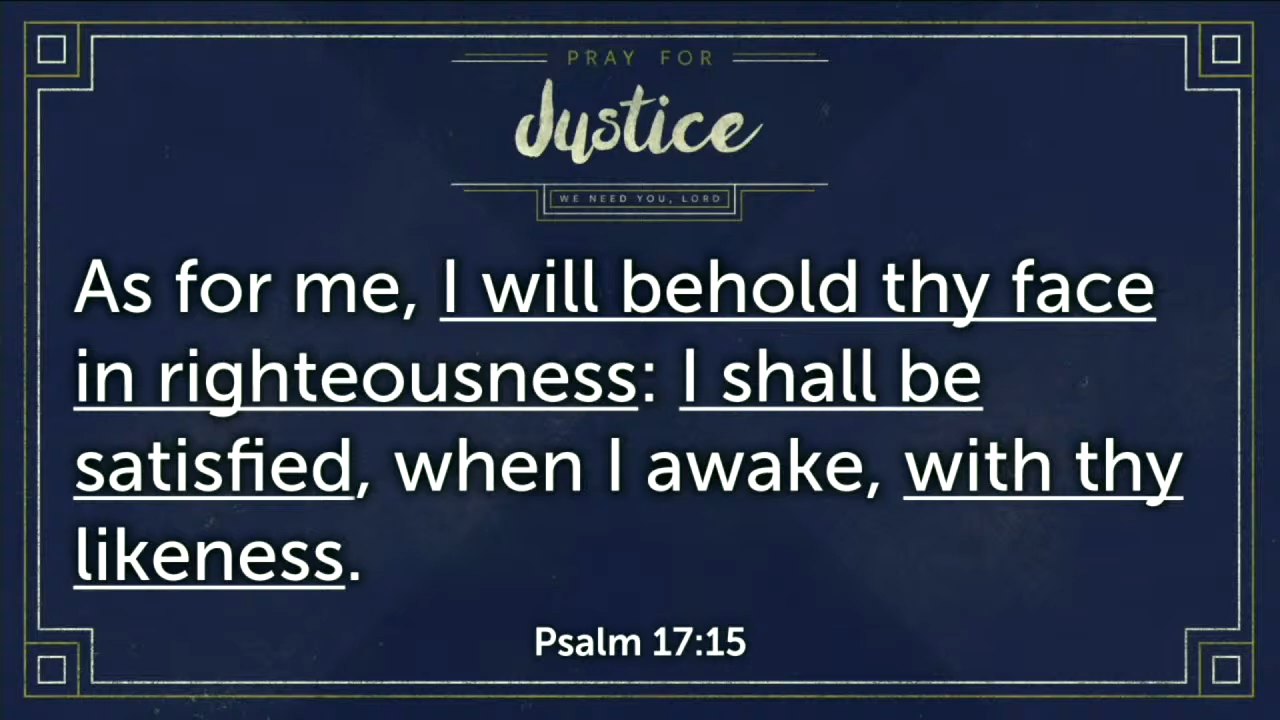 PRAY FOR
Justice
WE NEED YOU, LORD
As for me, I will behold thy face
in righteousness: I shall be
satisfied, when I awake, with thy
likeness.
Psalm 17:15